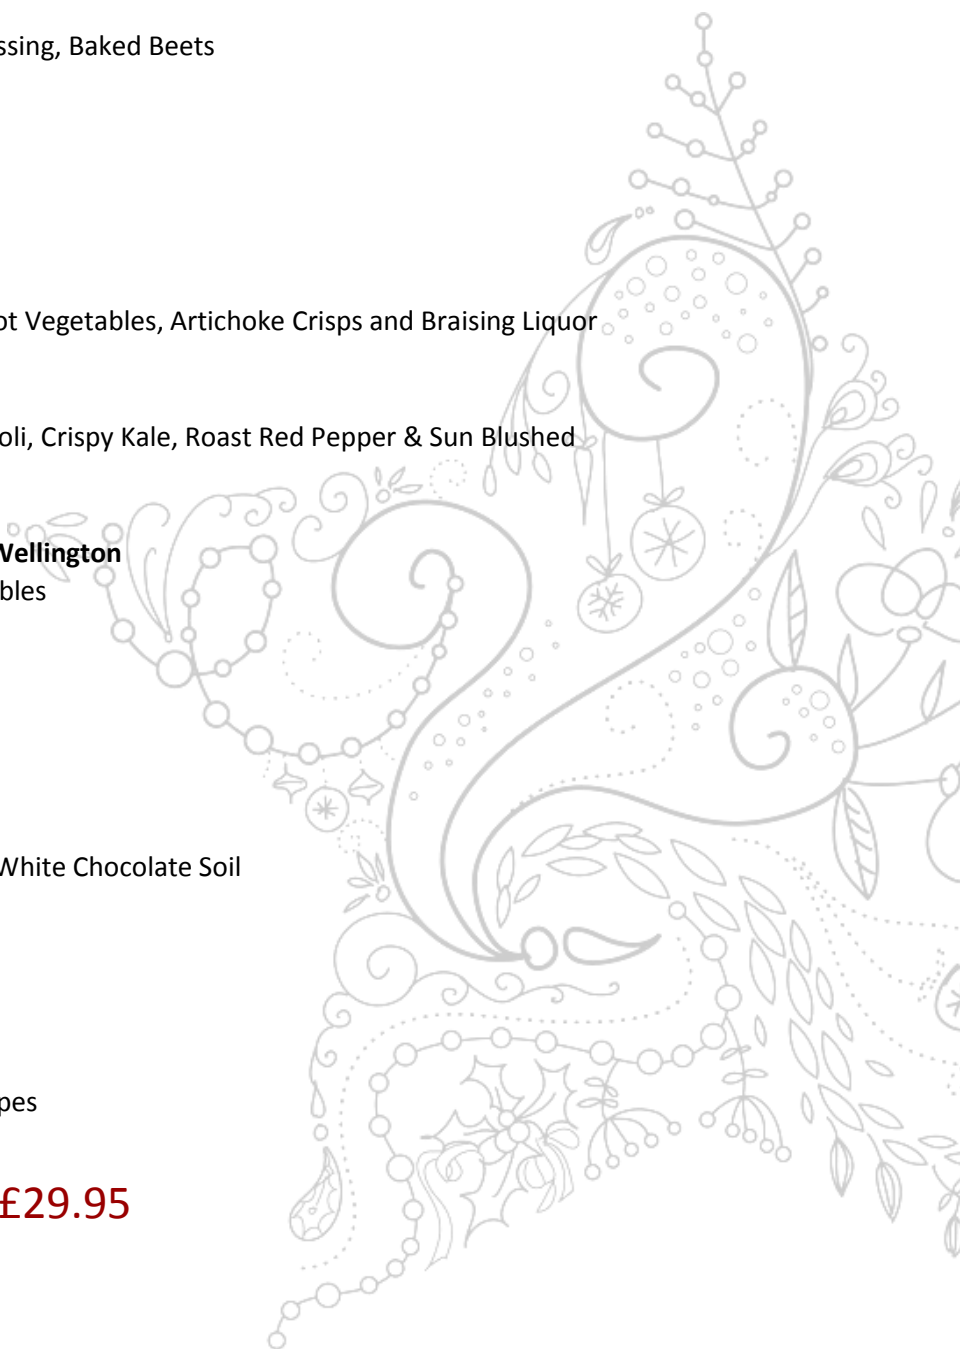 ssing, Baked Beets
ot Vegetables, Artichoke Crisps and Braising Liquor
oli, Crispy Kale, Roast Red Pepper & Sun Blushed
Wellington
bles
White Chocolate Soil
pes
£29.95